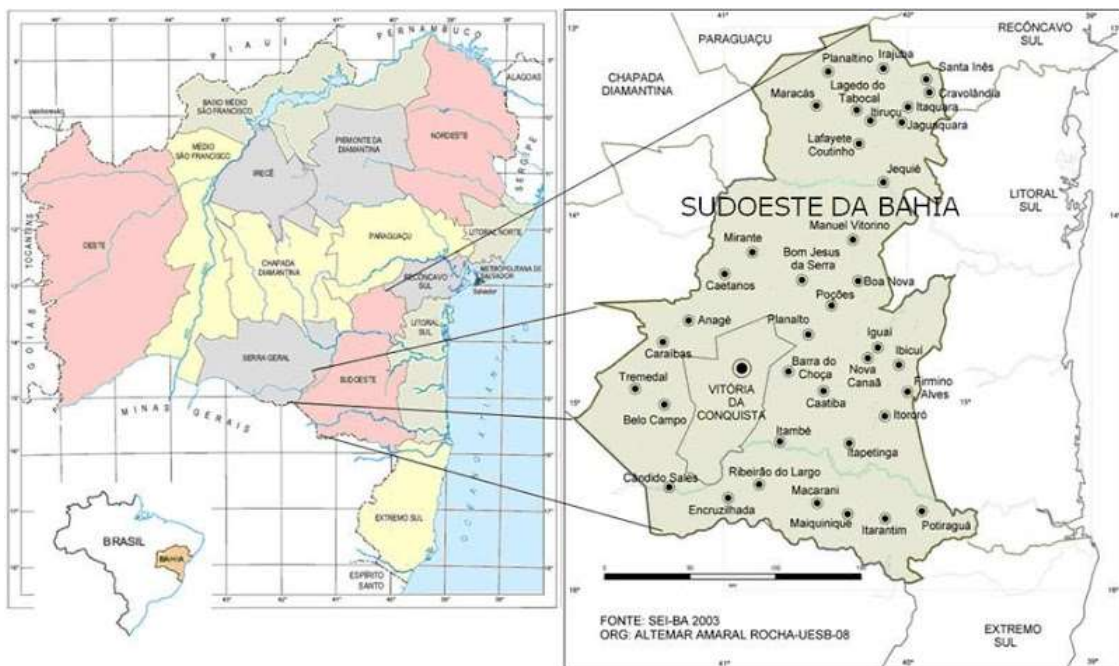 PIAUÍ
PERNAMBUCO
ALAGOAS
SERGIPE
BAIXO MÉDIO
SÃO FRANCISCO
MÉDIO
SÃO FRANCISCO
NORDESTE
PIEMONTE DA
DIAMANTINA
IRECÊ
OESTE
CHAPADA
DIAMANTINA
PARAGUAÇU
LITORAL NORTE
RECÔNCAVO
SUL
METROPOLITANA DE
SALVADOR
Salvador
LITORAL
SUL
SERRA GERAL
SUDOESTE
GOIÁS
TOCANTINS
MINAS GERAIS
EXTREMO SUL
ESPÍRITO
SANTO
BRASIL
BAHIA
PARAGUAÇU
RECÔNCAVO
SUL
CHAPADA
DIAMANTINA
Planaltino
Irajuba
Santa Inês
Cravolândia
Maracás
Lagedo do
Tabocal
Itaquara
Itiruçu
Jaguaquara
Lafayete
Coutinho
Jequié
LITORAL
SUL
SUDOESTE DA BAHIA
Manuel Vitorino
Mirante
Bom Jesus
da Serra
Caetanos
Boa Nova
Poções
Anagé
Planalto
Iguaí
Caraíbas
Ibicuí
Nova
Canaã
Barra do
Choça
Tremedal
VITÓRIA
DA
CONQUISTA
Firmino
Alves
Caatiba
Belo Campo
Itororó
Itambé
Itapetinga
Cândido Sales
Ribeirão do Largo
Encruzilhada
Macarani
Maiquinique
Itarantim
Potiraguá
FONTE: SEI-BA 2003
ORG: ALTEMAR AMARAL ROCHA-UESB-08
EXTREMO
SUL